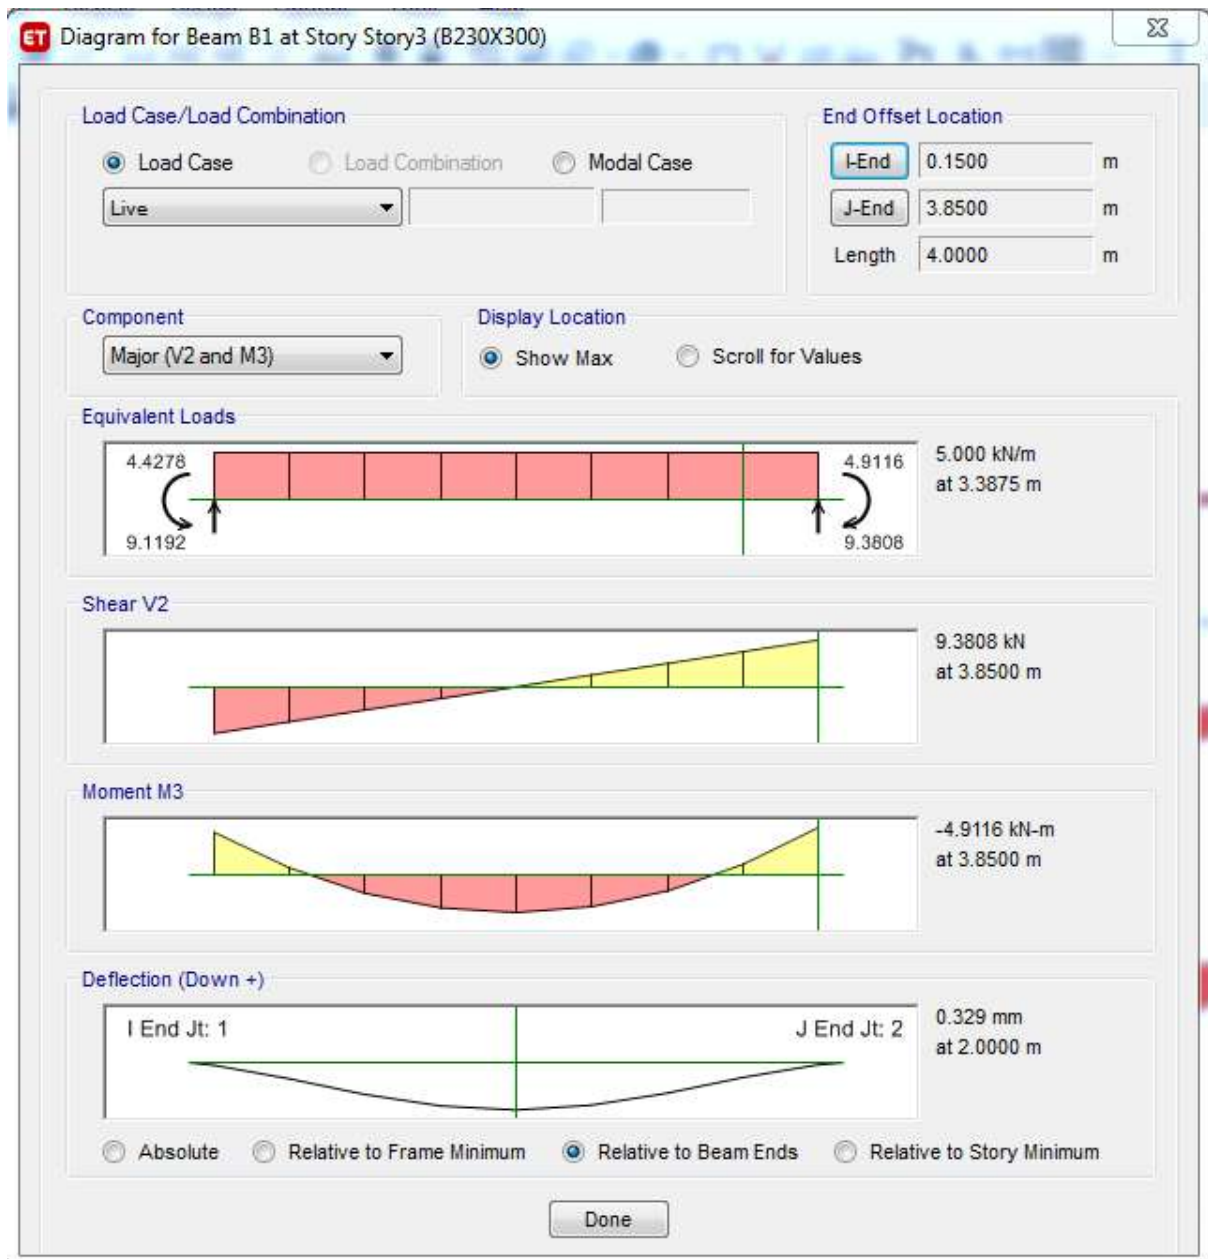 ET Diagram for Beam B1 at Story Story3 (B230X300)
Load Case/Load Combination
Load Case Load Combination Modal Case
Live
End Offset Location
I-End 0.1500 m
J-End 3.8500 m
Length 4.0000 m
Component
Major (V2 and M3)
Display Location
Show Max Scroll for Values
Equivalent Loads
4.4278 4.9116
9.1192 9.3808
5.000 kN/m
at 3.3875 m
Shear V2
9.3808 kN
at 3.8500 m
Moment M3
-4.9116 kN-m
at 3.8500 m
Deflection (Down +)
I End Jt: 1 J End Jt: 2
0.329 mm
at 2.0000 m
Absolute Relative to Frame Minimum Relative to Beam Ends Relative to Story Minimum
Done